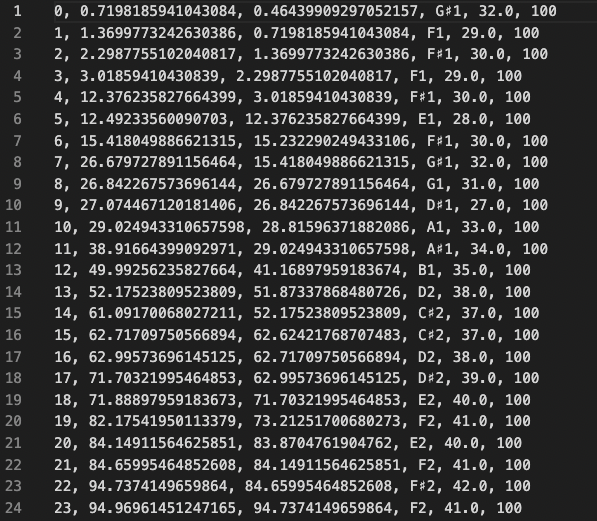 1 0, 0.7198185941043084, 0.46439909297052157, G♯1, 32.0, 100
2 1, 1.3699773242630386, 0.7198185941043084, F1, 29.0, 100
3 2, 2.2987755102040817, 1.3699773242630386, F♯1, 30.0, 100
4 3, 3.01859410430839, 2.2987755102040817, F1, 29.0, 100
5 4, 12.376235827664399, 3.01859410430839, F♯1, 30.0, 100
6 5, 12.49233560090703, 12.376235827664399, E1, 28.0, 100
7 6, 15.418049886621315, 15.232290249433106, F♯1, 30.0, 100
8 7, 26.679727891156464, 15.418049886621315, G♯1, 32.0, 100
9 8, 26.842267573696144, 26.679727891156464, G1, 31.0, 100
10 9, 27.074467120181406, 26.842267573696144, D♯1, 27.0, 100
11 10, 29.024943310657598, 28.81596371882086, A1, 33.0, 100
12 11, 38.91664399092971, 29.024943310657598, A♯1, 34.0, 100
13 12, 49.99256235827664, 41.16897959183674, B1, 35.0, 100
14 13, 52.17523809523809, 51.87337868480726, D2, 38.0, 100
15 14, 61.09170068027211, 52.17523809523809, C♯2, 37.0, 100
16 15, 62.71709750566894, 62.62421768707483, C♯2, 37.0, 100
17 16, 62.99573696145125, 62.71709750566894, D2, 38.0, 100
18 17, 71.70321995464853, 62.99573696145125, D♯2, 39.0, 100
19 18, 71.88897959183673, 71.70321995464853, E2, 40.0, 100
20 19, 82.17541950113379, 73.21251700680273, F2, 41.0, 100
21 20, 84.14911564625851, 83.8704761904762, E2, 40.0, 100
22 21, 84.65995464852608, 84.14911564625851, F2, 41.0, 100
23 22, 94.7374149659864, 84.65995464852608, F♯2, 42.0, 100
24 23, 94.96961451247165, 94.7374149659864, F2, 41.0, 100